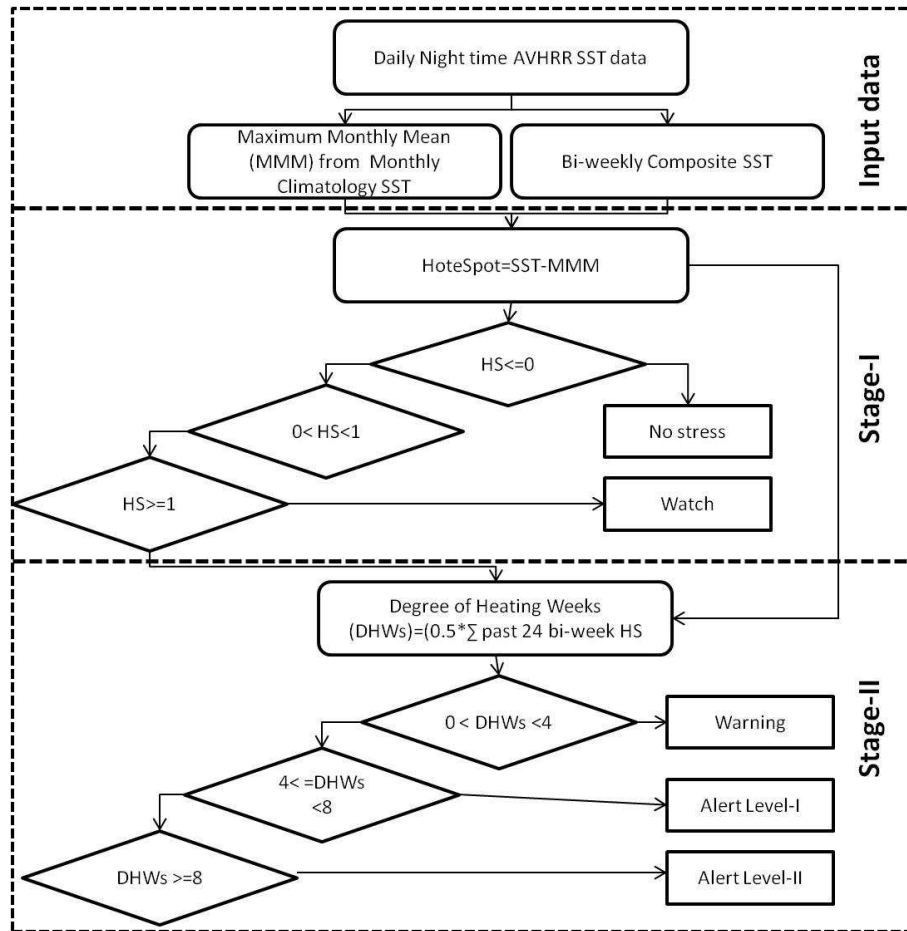 Daily Night time AVHRR SST data
Maximum Monthly Mean
(MMM) from Monthly
Climatology SST
Bi-weekly Composite SST
Input data
HoteSpot=SST-MMM
HS<=0
0< HS<1
No stress
HS>=1
Watch
Stage-I
Degree of Heating Weeks
(DHWs)=(0.5*∑ past 24 bi-week HS
0 < DHWs <4
Warning
4< =DHWs
<8
Alert Level-I
DHWs >=8
Alert Level-II
Stage-II